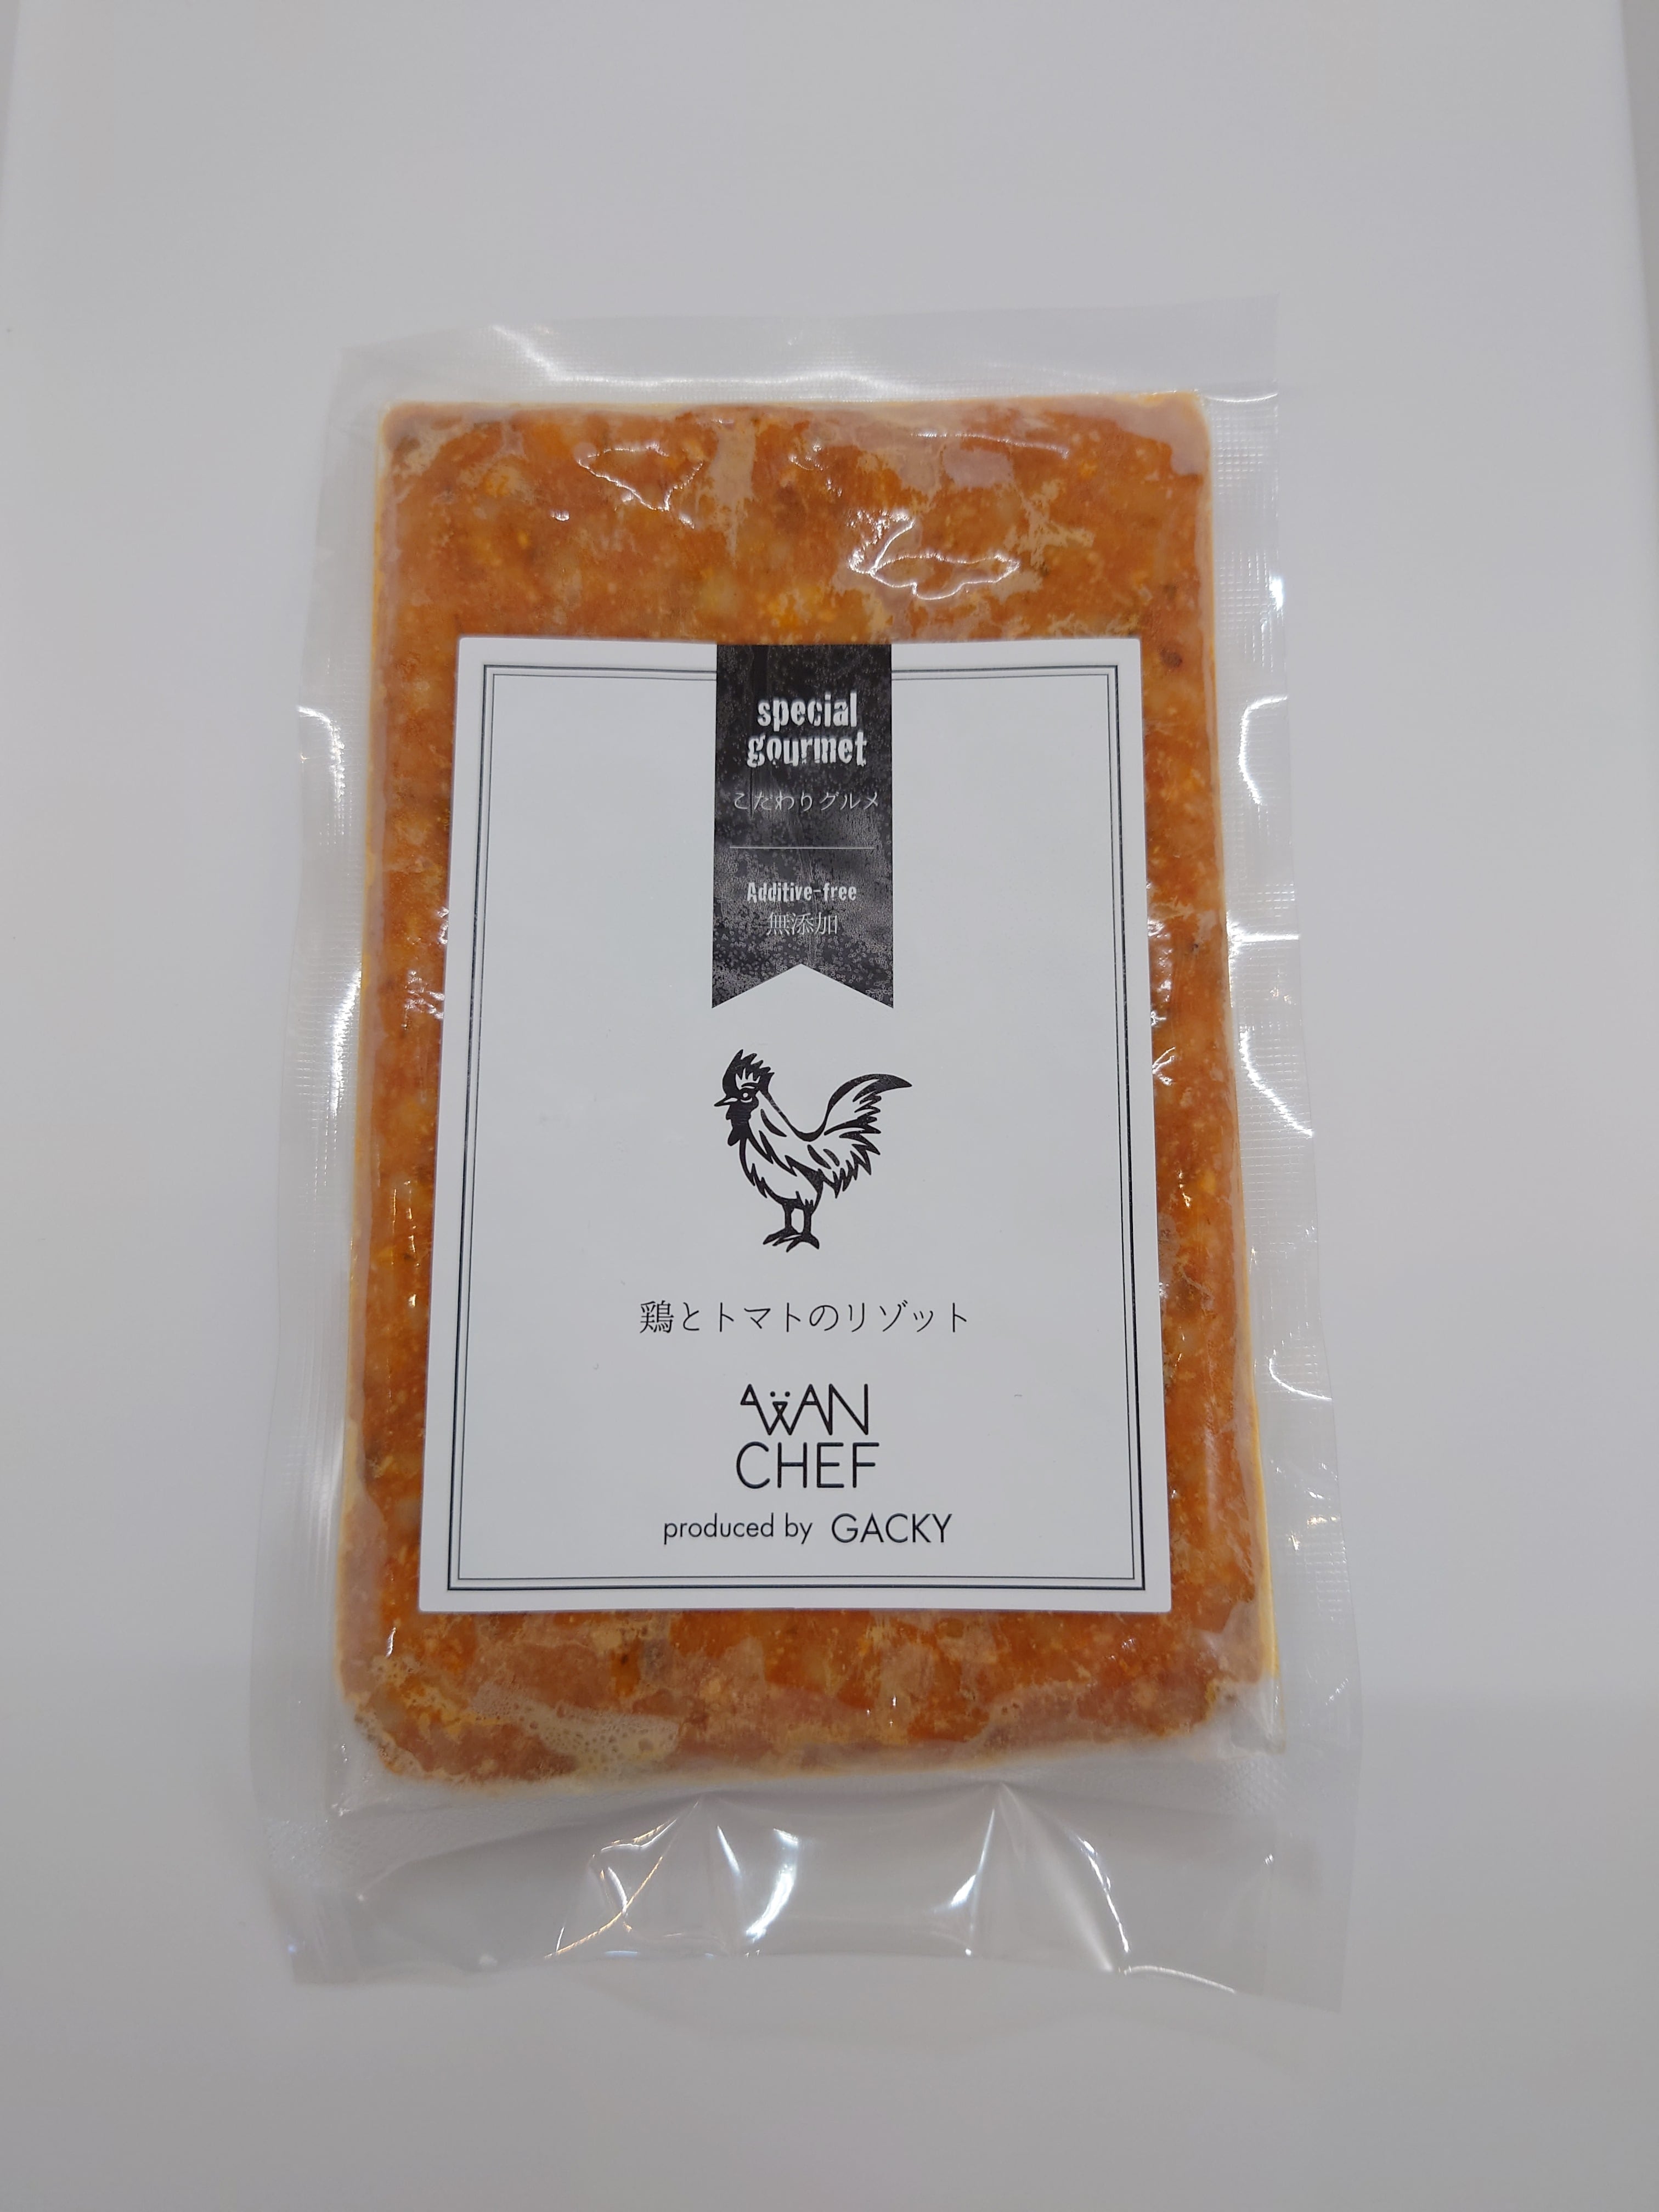 special
gourmet
こだわりグルメ
Additive-free
無添加
鶏とトマトのリゾット
WAN
CHEF
produced by GACKY